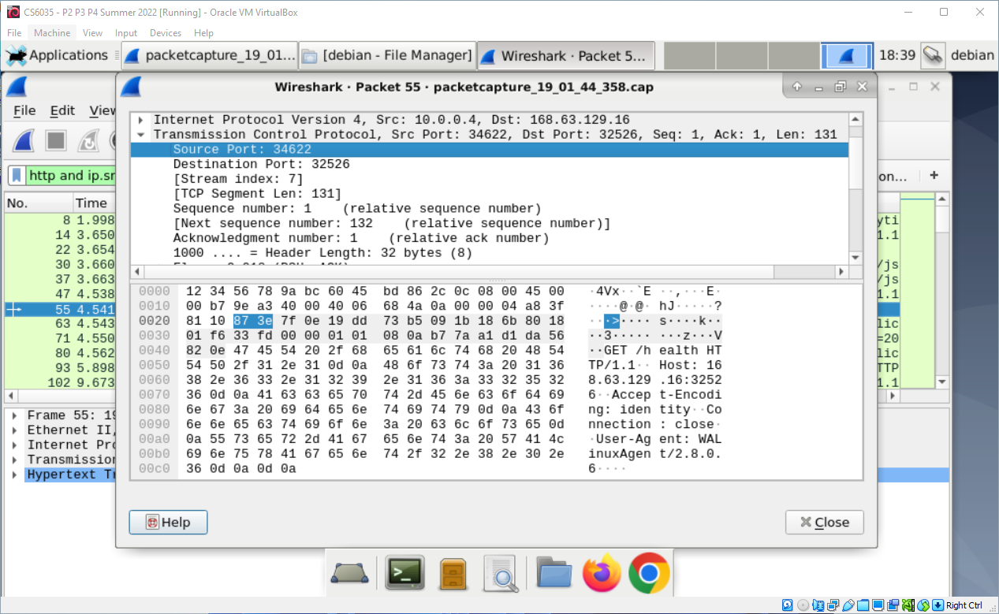 CS6035 - P2 P3 P4 Summer 2022 [Running] - Oracle VM VirtualBox
File Machine View Input Devices Help
Applications packetcapture_19_01... [debian - File Manager] Wireshark · Packet 5... 18:39 debian
Wireshark · Packet 55 · packetcapture_19_01_44_358.cap
File Edit View
http and ip.sr
on... +
No. Time
8 1.998
14 3.650
22 3.654
30 3.660
37 3.663
47 4.538
55 4.541
63 4.543
71 4.550
80 4.562
93 5.898
102 9.673
yti
1.1
/js
/js
1.1
lic
=20
lic
TTP
1.1
Internet Protocol Version 4, Src: 10.0.0.4, Dst: 168.63.129.16
Transmission Control Protocol, Src Port: 34622, Dst Port: 32526, Seq: 1, Ack: 1, Len: 131
Source Port: 34622
Destination Port: 32526
[Stream index: 7]
[TCP Segment Len: 131]
Sequence number: 1 (relative sequence number)
[Next sequence number: 132 (relative sequence number)]
Acknowledgment number: 1 (relative ack number)
1000 .... = Header Length: 32 bytes (8)
0000 12 34 56 78 9a bc 60 45 bd 86 2c 0c 08 00 45 00 ·4Vx··`E ··,···E·
0010 00 b7 9e a3 40 00 40 06 68 4a 0a 00 00 04 a8 3f ····@·@· hJ·····?
0020 81 10 87 3e 7f 0e 19 dd 73 b5 09 1b 18 6b 80 18 ···>···· s····k··
0030 01 f6 33 fd 00 00 01 01 08 0a b7 7a a1 d1 da 56 ··3····· ···z···V
0040 82 0e 47 45 54 20 2f 68 65 61 6c 74 68 20 48 54 ··GET /h ealth HT
0050 54 50 2f 31 2e 31 0d 0a 48 6f 73 74 3a 20 31 36 TP/1.1·· Host: 16
0060 38 2e 36 33 2e 31 32 39 2e 31 36 3a 33 32 35 32 8.63.129 .16:3252
0070 36 0d 0a 41 63 63 65 70 74 2d 45 6e 63 6f 64 69 6··Accep t-Encodi
0080 6e 67 3a 20 69 64 65 6e 74 69 74 79 0d 0a 43 6f ng: iden tity··Co
0090 6e 6e 65 63 74 69 6f 6e 3a 20 63 6c 6f 73 65 0d nnection : close·
00a0 0a 55 73 65 72 2d 41 67 65 6e 74 3a 20 57 41 4c ·User-Ag ent: WAL
00b0 69 6e 75 78 41 67 65 6e 74 2f 32 2e 38 2e 30 2e inuxAgen t/2.8.0.
00c0 36 0d 0a 0d 0a 6····
Frame 55: 19
Ethernet II,
Internet Pro
Transmission
Hypertext Tr
Help
Close
Right Ctrl